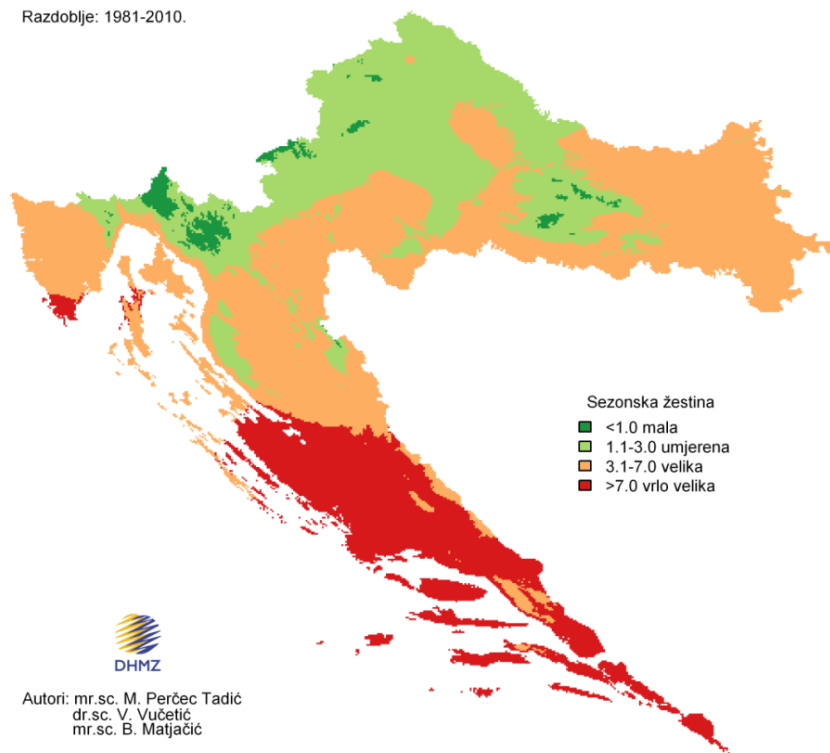 Razdoblje: 1981-2010.
Sezonska žestina
<1.0 mala
1.1-3.0 umjerena
3.1-7.0 velika
>7.0 vrlo velika
DHMZ
Autori: mr.sc. M. Perčec Tadić
dr.sc. V. Vučetić
mr.sc. B. Matjačić